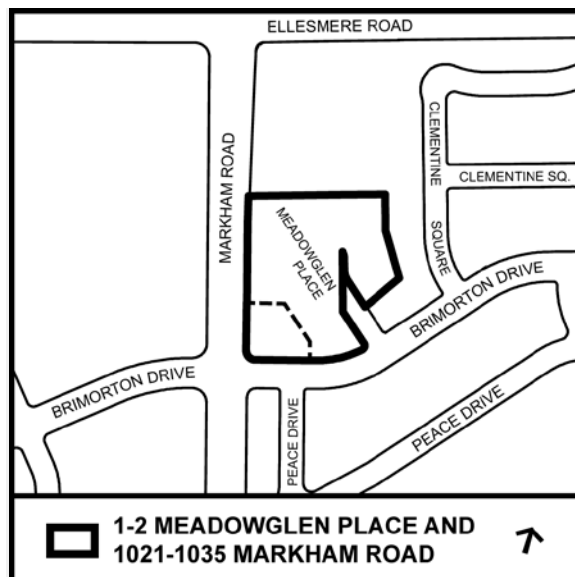 ELLESMERE ROAD
MARKHAM ROAD
CLEMENTINE
SQUARE
CLEMENTINE SQ.
MEADOWGLEN
PLACE
BRIMORTON DRIVE
BRIMORTON DRIVE
PEACE DRIVE
PEACE DRIVE
1-2 MEADOWGLEN PLACE AND
1021-1035 MARKHAM ROAD